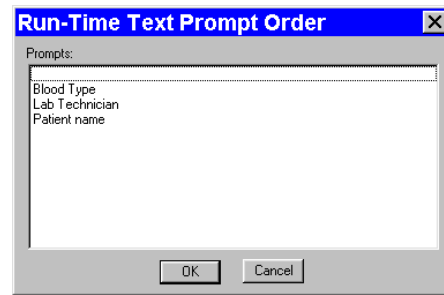 Run-Time Text Prompt Order
Prompts:
Blood Type
Lab Technician
Patient name
OK
Cancel